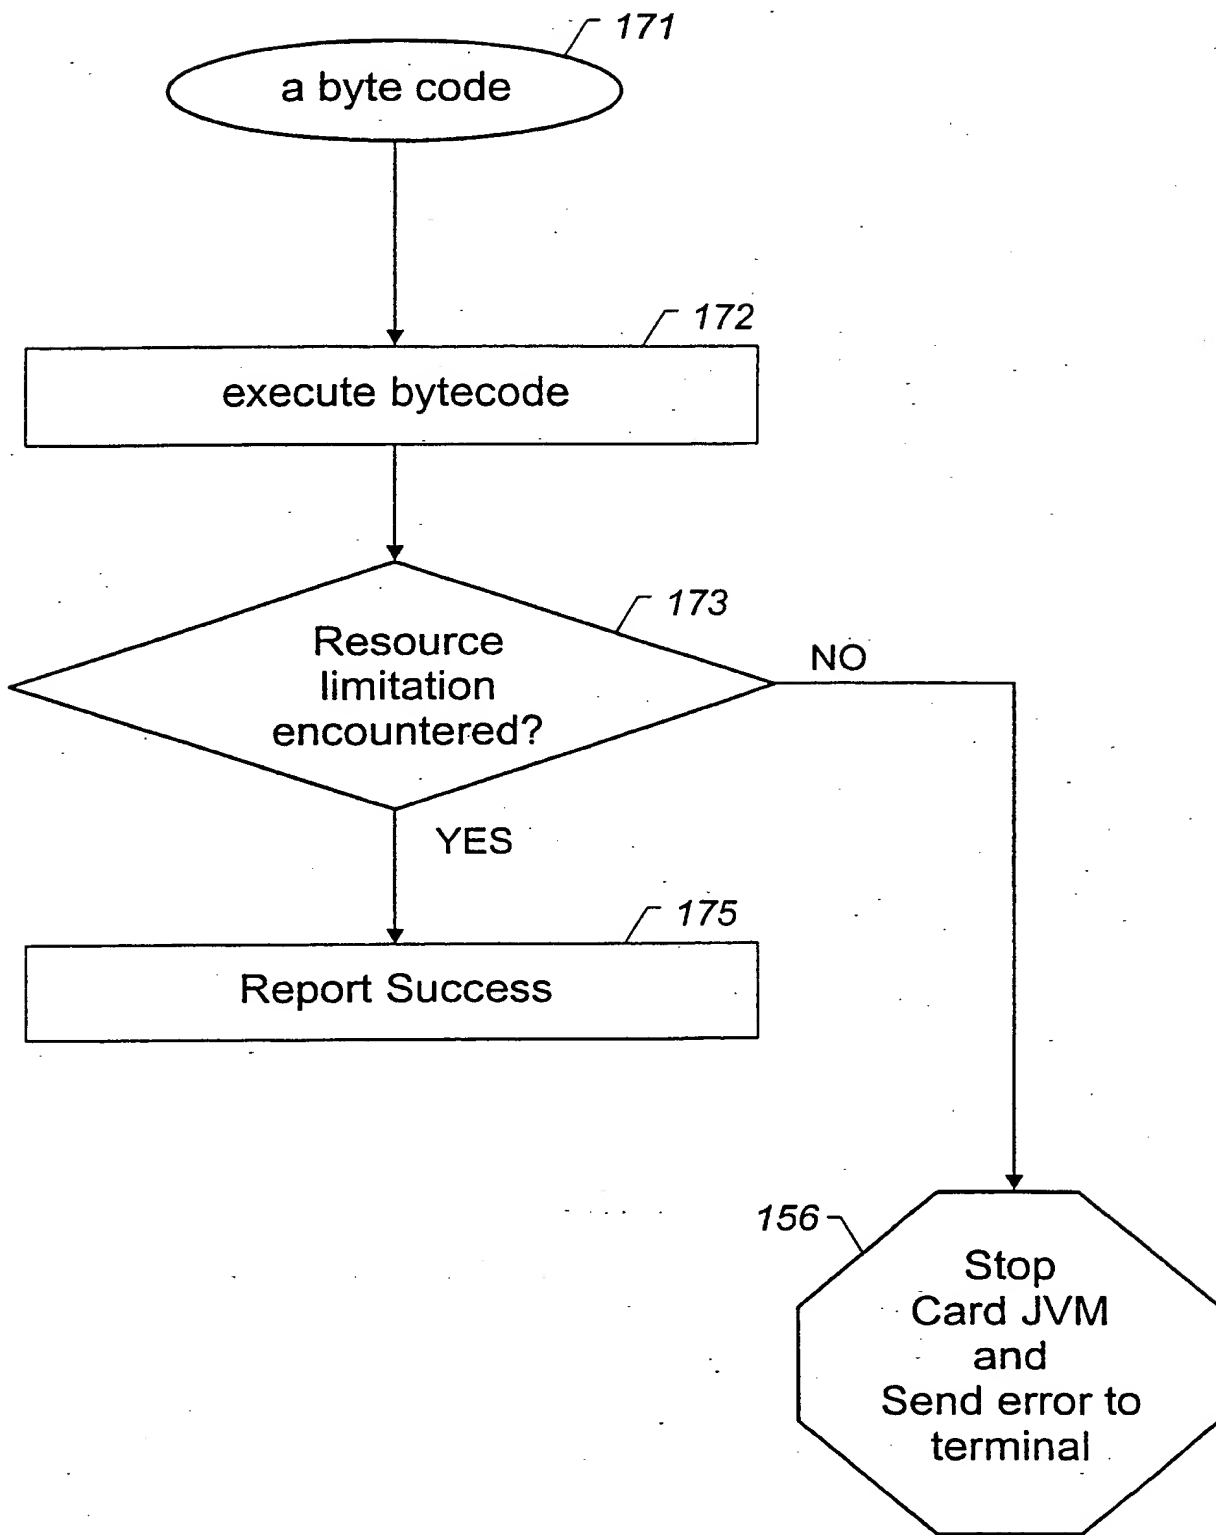 171
a byte code
172
execute bytecode
173
Resource
limitation
encountered?
NO
YES
175
Report Success
156
Stop
Card JVM
and
Send error to
terminal